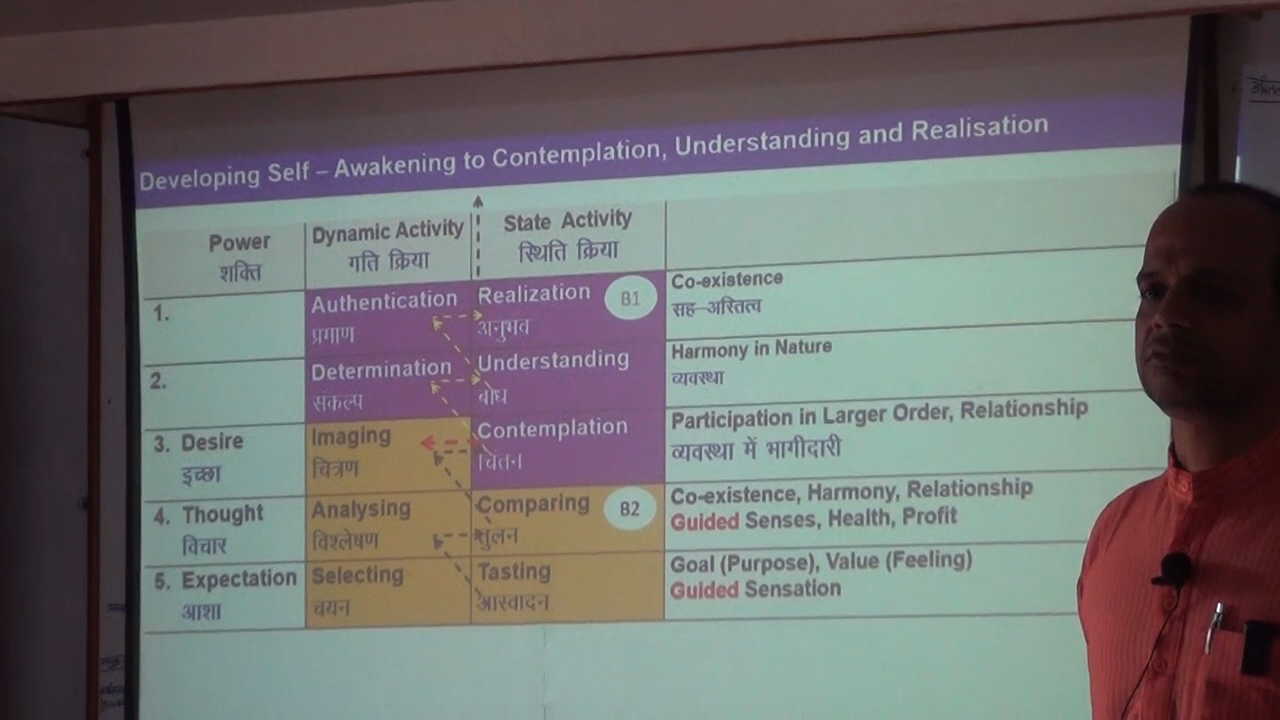 Developing Self – Awakening to Contemplation, Understanding and Realisation
Power
शक्ति
Dynamic Activity
गति क्रिया
State Activity
स्थिति क्रिया
1.
Authentication
प्रमाण
Realization
अनुभव
B1
Co-existence
सह-अस्तित्व
2.
Determination
संकल्प
Understanding
बोध
Harmony in Nature
व्यवस्था
3. Desire
इच्छा
Imaging
चित्रण
Contemplation
चिंतन
Participation in Larger Order, Relationship
व्यवस्था में भागीदारी
4. Thought
विचार
Analysing
विश्लेषण
Comparing
तुलन
B2
Co-existence, Harmony, Relationship
Guided Senses, Health, Profit
5. Expectation
आशा
Selecting
चयन
Tasting
आस्वादन
Goal (Purpose), Value (Feeling)
Guided Sensation